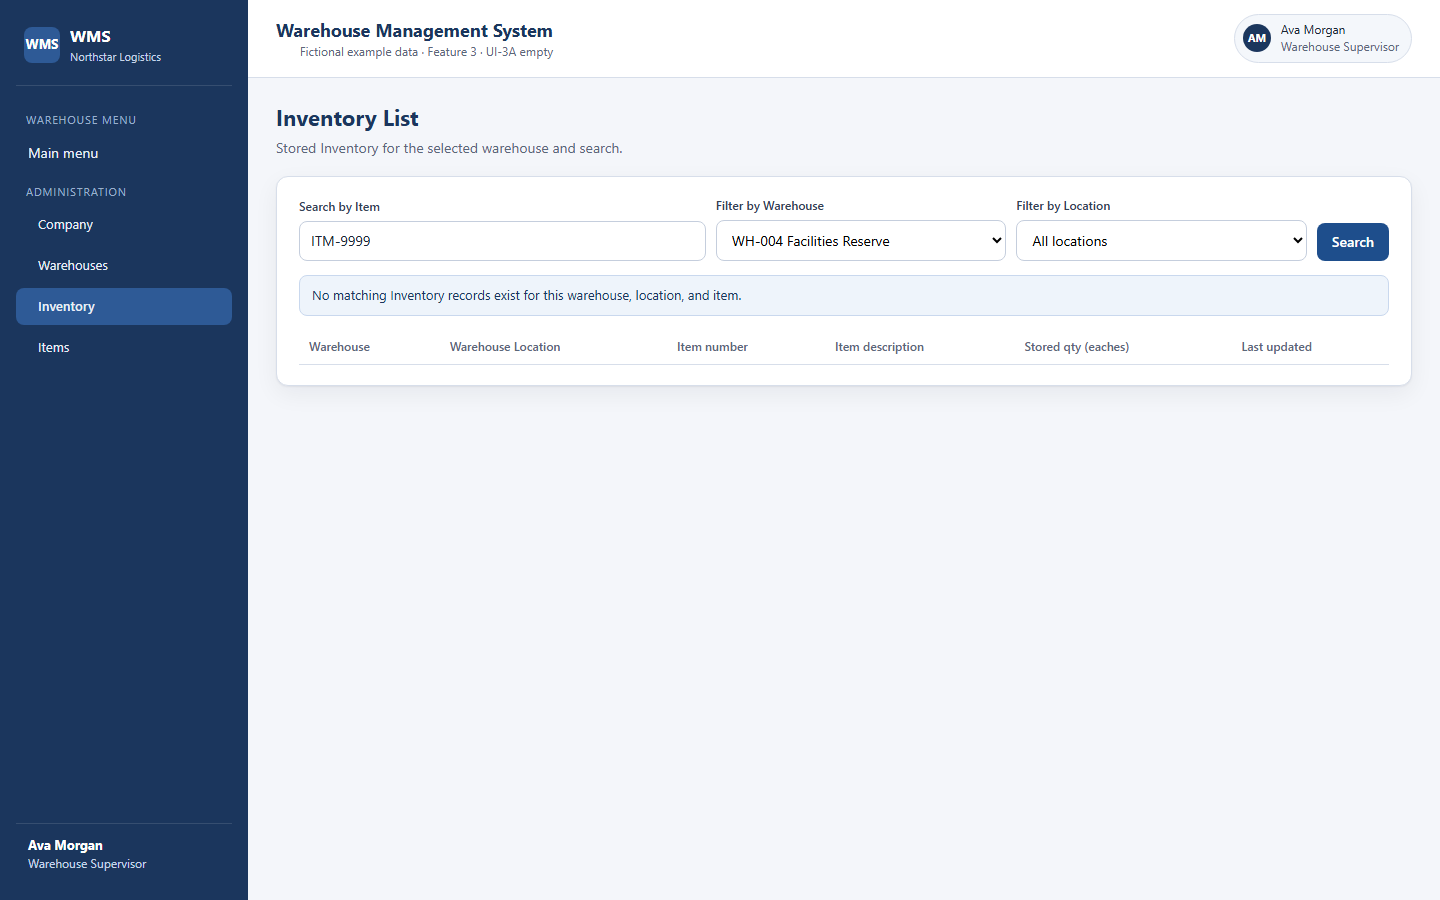 WMS
WMS
Northstar Logistics
WAREHOUSE MENU
Main menu
ADMINISTRATION
Company
Warehouses
Inventory
Items
Ava Morgan
Warehouse Supervisor
Warehouse Management System
Fictional example data · Feature 3 · UI-3A empty
AM
Ava Morgan
Warehouse Supervisor
Inventory List
Stored Inventory for the selected warehouse and search.
Search by Item
ITM-9999
Filter by Warehouse
WH-004 Facilities Reserve
Filter by Location
All locations
Search
No matching Inventory records exist for this warehouse, location, and item.
Warehouse Warehouse Location Item number Item description Stored qty (eaches) Last updated